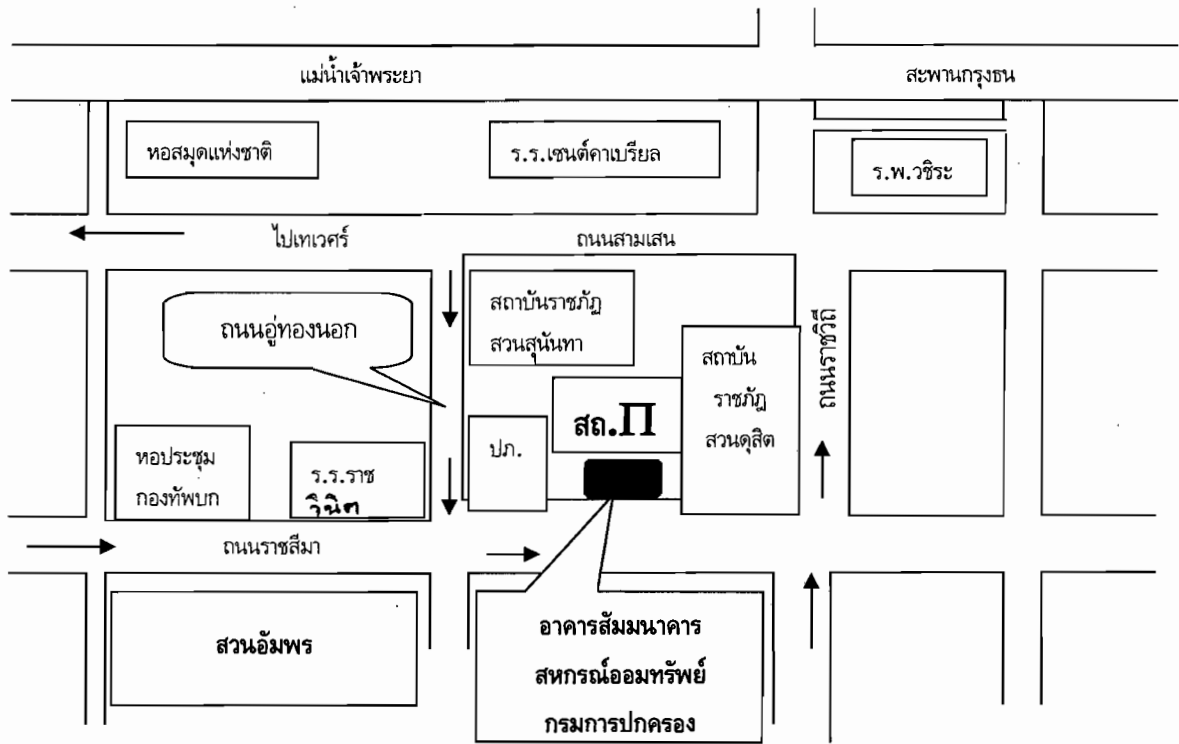 แม่น้ำเจ้าพระยา
สะพานกรุงธน
หอสมุดแห่งชาติ
ร.ร.เซนต์คาเบรียล
ร.พ.วชิระ
ไปเทเวศร์
ถนนสามเสน
ถนนอู่ทองนอก
สถาบันราชภัฏ
สวนสุนันทา
สถาบัน
ราชภัฎ
สวนดุสิต
ถนนราชวิถี
สถ.Π
ปภ.
หอประชุม
กองทัพบก
ร.ร.ราช
วินิต
ถนนราชสีมา
สวนอัมพร
อาคารสัมมนาคาร
สหกรณ์ออมทรัพย์
กรมการปกครอง